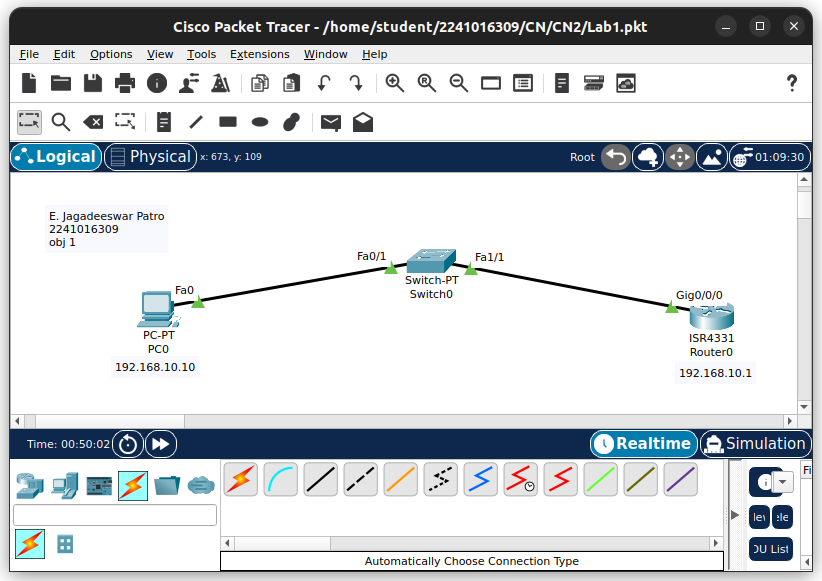 Cisco Packet Tracer - /home/student/2241016309/CN/CN2/Lab1.pkt
File Edit Options View Tools Extensions Window Help
Logical Physical x: 673, y: 109 Root 01:09:30
E. Jagadeeswar Patro
2241016309
obj 1
Fa0/1 Fa1/1
Switch-PT
Switch0
Fa0
PC-PT
PC0
192.168.10.10
Gig0/0/0
ISR4331
Router0
192.168.10.1
Time: 00:50:02 Realtime Simulation
Fi
OU List
Automatically Choose Connection Type